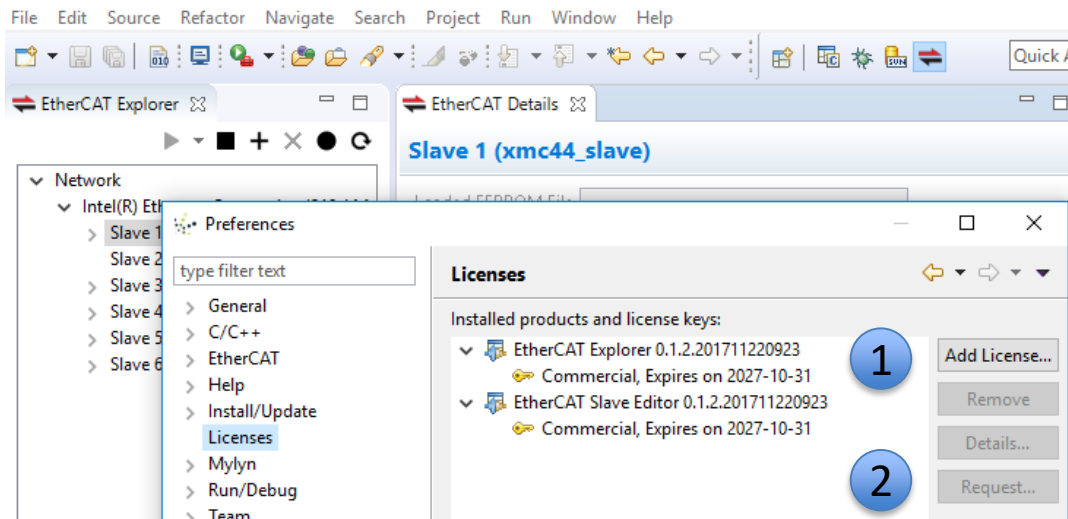 File Edit Source Refactor Navigate Search Project Run Window Help
010
SVN
Quick A
EtherCAT Explorer
EtherCAT Details
Slave 1 (xmc44_slave)
Network
Intel(R) Eth
Slave 1
Slave 2
Slave 3
Slave 4
Slave 5
Slave 6
Preferences
type filter text
General
C/C++
EtherCAT
Help
Install/Update
Licenses
Mylyn
Run/Debug
Team
Licenses
Installed products and license keys:
EtherCAT Explorer 0.1.2.201711220923
Commercial, Expires on 2027-10-31
EtherCAT Slave Editor 0.1.2.201711220923
Commercial, Expires on 2027-10-31
1
2
Add License...
Remove
Details...
Request...